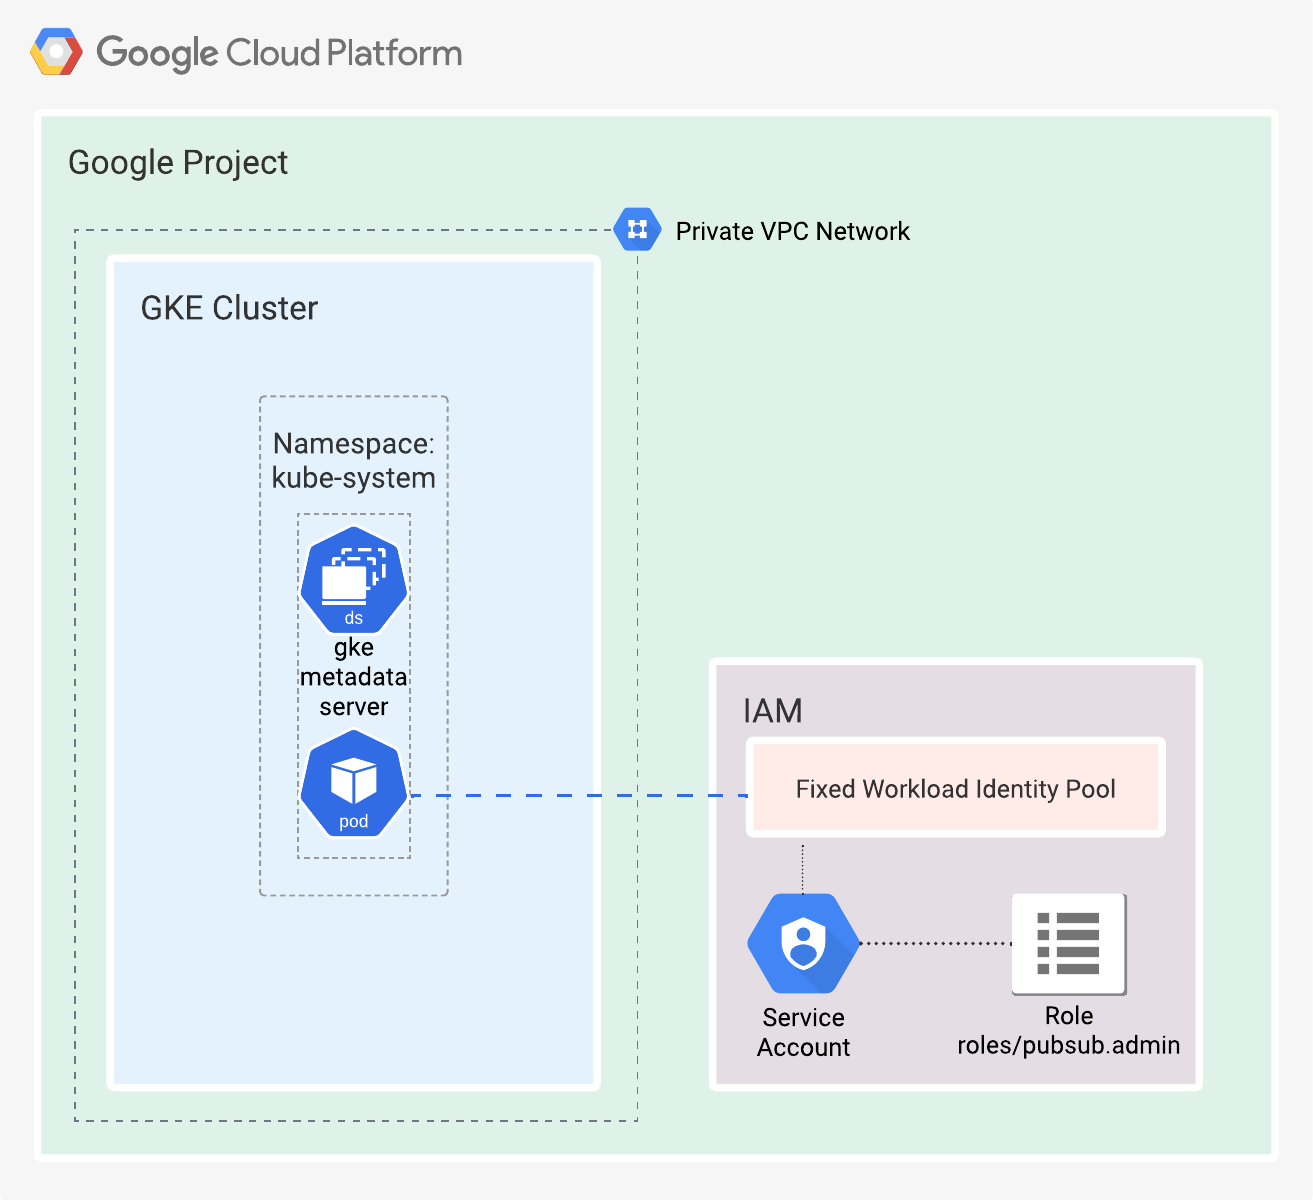 Google Cloud Platform
Google Project
Private VPC Network
GKE Cluster
Namespace:
kube-system
ds
gke
metadata
server
pod
IAM
Fixed Workload Identity Pool
Service
Account
Role
roles/pubsub.admin